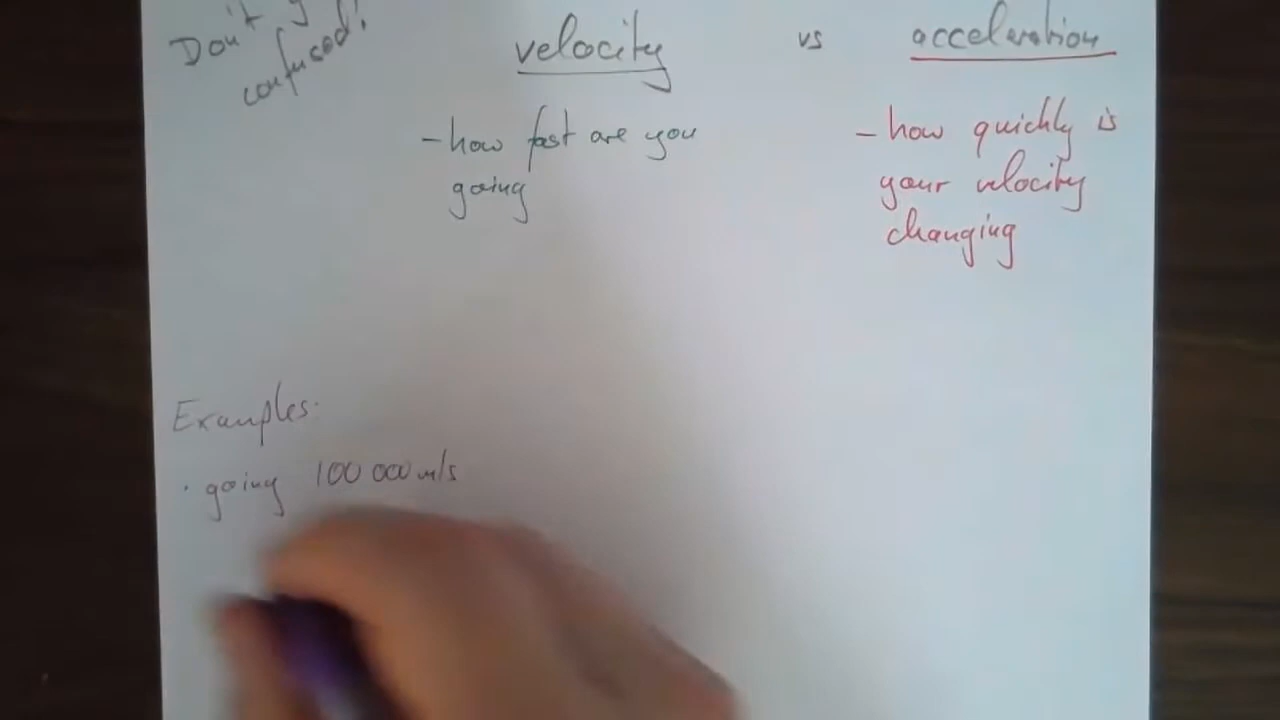 Don't
confused!
velocity vs acceleration
- how fast are you
going
- how quickly is
your velocity
changing
Examples:
· going 100 000 m/s